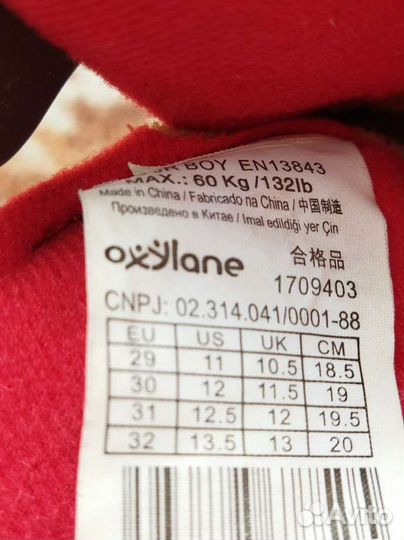 JR BOY EN13843
MAX.: 60 Kg /132lb
Made in China / Fabricado na China / 中国制造
Произведено в Китае / Imal edildiği yer Çin
oxylane 合格品
1709403
CNPJ: 02.314.041/0001-88
EU US UK CM
29 11 10.5 18.5
30 12 11.5 19
31 12.5 12 19.5
32 13.5 13 20
Avito